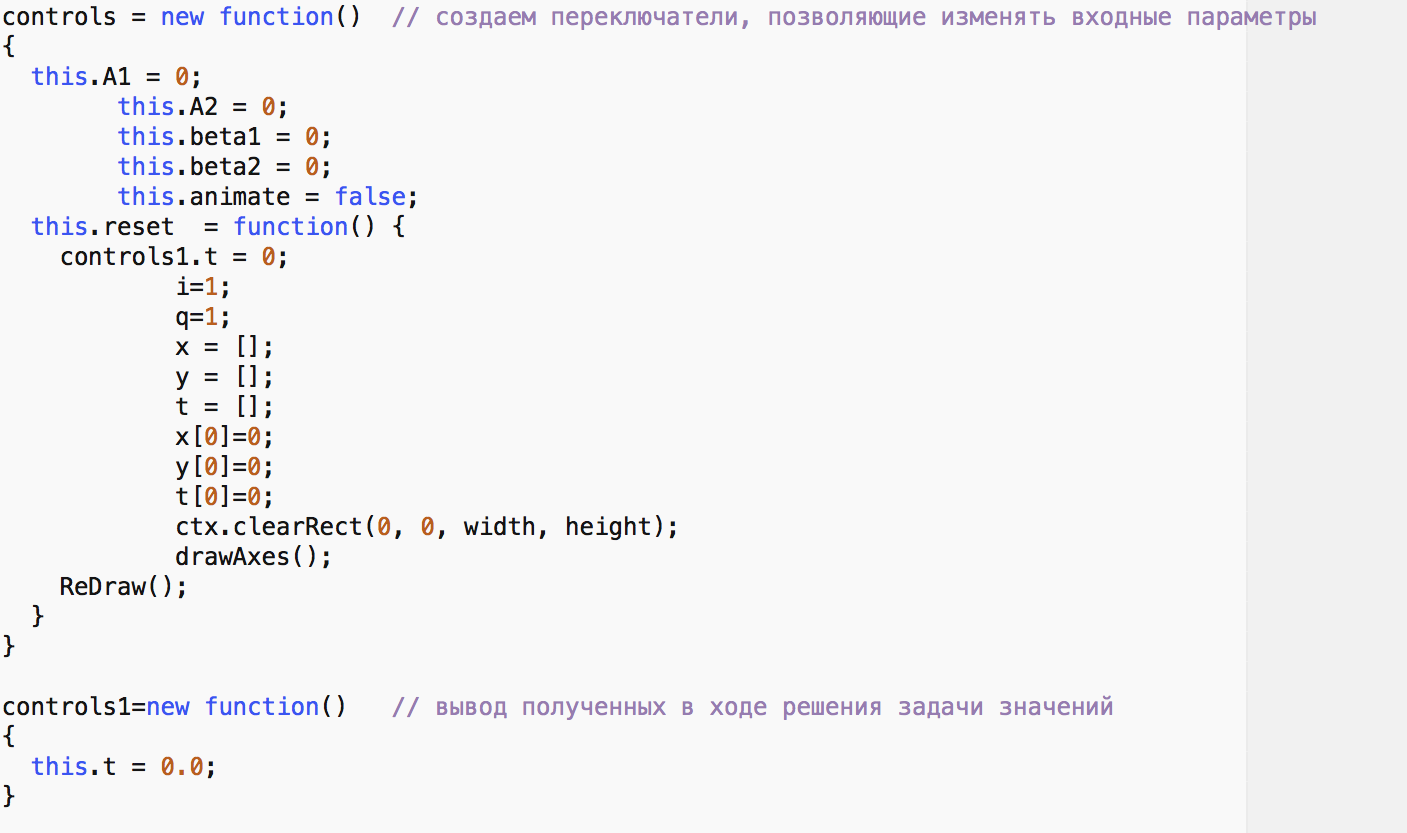 controls = new function()  // создаем переключатели, позволяющие изменять входные параметры
{
  this.A1 = 0;
        this.A2 = 0;
        this.beta1 = 0;
        this.beta2 = 0;
        this.animate = false;
  this.reset  = function() {
    controls1.t = 0;
            i=1;
            q=1;
            x = [];
            y = [];
            t = [];
            x[0]=0;
            y[0]=0;
            t[0]=0;
            ctx.clearRect(0, 0, width, height);
            drawAxes();
    ReDraw();
  }
}

controls1=new function()   // вывод полученных в ходе решения задачи значений
{
  this.t = 0.0;
}